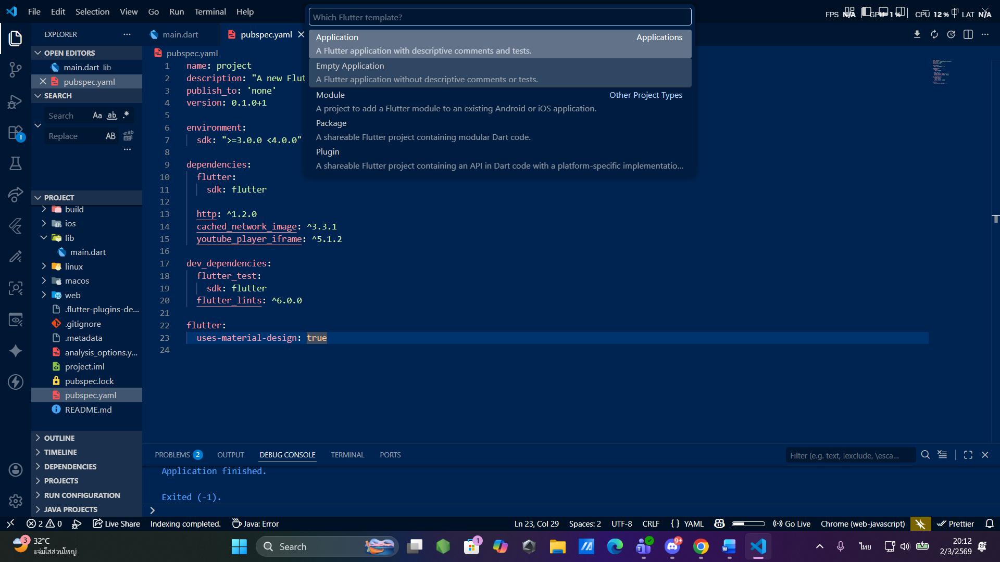 File Edit Selection View Go Run Terminal Help
Which Flutter template?
FPS N/A GPU 1% CPU 12% LAT N/A
Application Applications
A Flutter application with descriptive comments and tests.
Empty Application
A Flutter application without descriptive comments or tests.
Module Other Project Types
A project to add a Flutter module to an existing Android or iOS application.
Package
A shareable Flutter project containing modular Dart code.
Plugin
A shareable Flutter project containing an API in Dart code with a platform-specific implementatio...
EXPLORER
OPEN EDITORS
main.dart lib
pubspec.yaml
SEARCH
Search Aa ab
Replace AB
1
PROJECT
build
ios
lib
main.dart
linux
macos
web
.flutter-plugins-de...
.gitignore
.metadata
analysis_options.y...
project.iml
pubspec.lock
pubspec.yaml
README.md
OUTLINE
TIMELINE
DEPENDENCIES
PROJECTS
RUN CONFIGURATION
JAVA PROJECTS
main.dart pubspec.yaml
pubspec.yaml
1 name: project
2 description: "A new Flut
3 publish_to: 'none'
4 version: 0.1.0+1
5
6 environment:
7 sdk: ">=3.0.0 <4.0.0"
8
9 dependencies:
10 flutter:
11 sdk: flutter
12
13 http: ^1.2.0
14 cached_network_image: ^3.3.1
15 youtube_player_iframe: ^5.1.2
16
17 dev_dependencies:
18 flutter_test:
19 sdk: flutter
20 flutter_lints: ^6.0.0
21
22 flutter:
23 uses-material-design: true
24
PROBLEMS 2 OUTPUT DEBUG CONSOLE TERMINAL PORTS
Filter (e.g. text, !exclude, \esca...
Application finished.
Exited (-1).
2 0 Live Share Indexing completed. Java: Error
Ln 23, Col 29 Spaces: 2 UTF-8 CRLF { } YAML Go Live Chrome (web-javascript) Prettier
3 32°C
แจ่มใสส่วนใหญ่
Search
1
9+
ไทย
20:12
2/3/2569